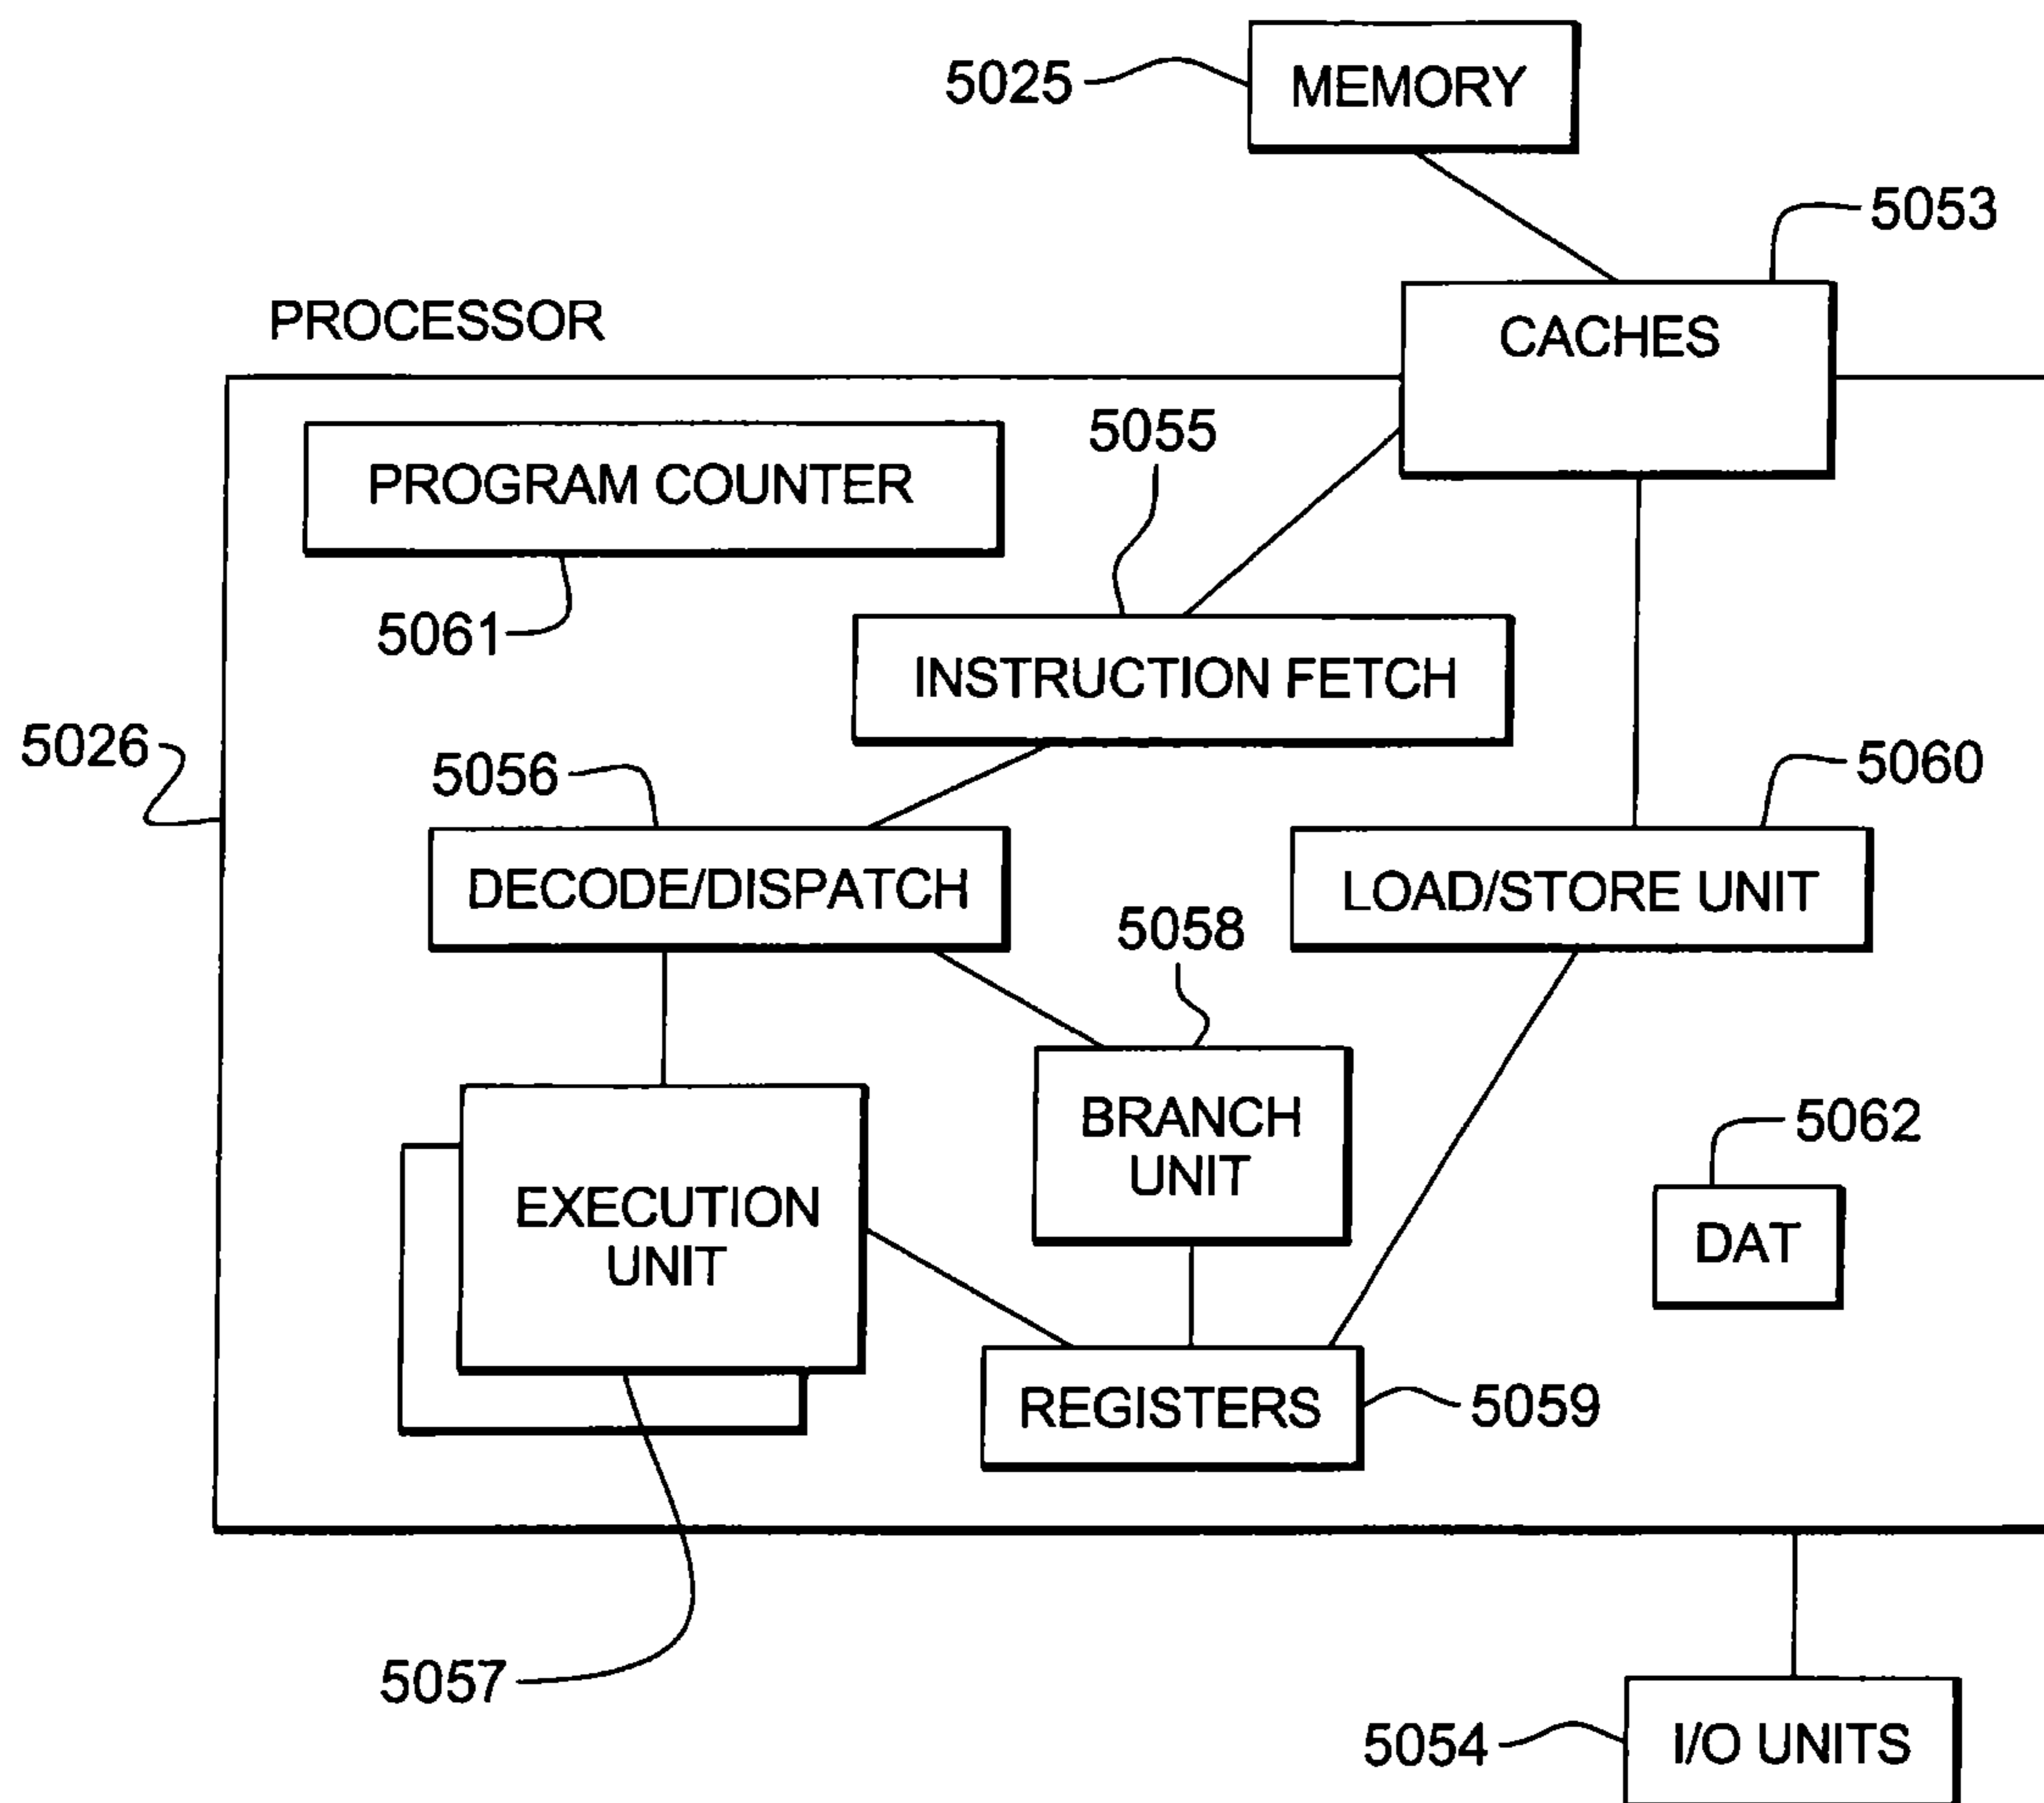 MEMORY
5025
5053
CACHES
PROCESSOR
5055
PROGRAM COUNTER
5061
INSTRUCTION FETCH
5026
5056
5060
DECODE/DISPATCH
LOAD/STORE UNIT
5058
BRANCH
UNIT
5062
EXECUTION
UNIT
DAT
REGISTERS
5059
5057
5054
I/O UNITS